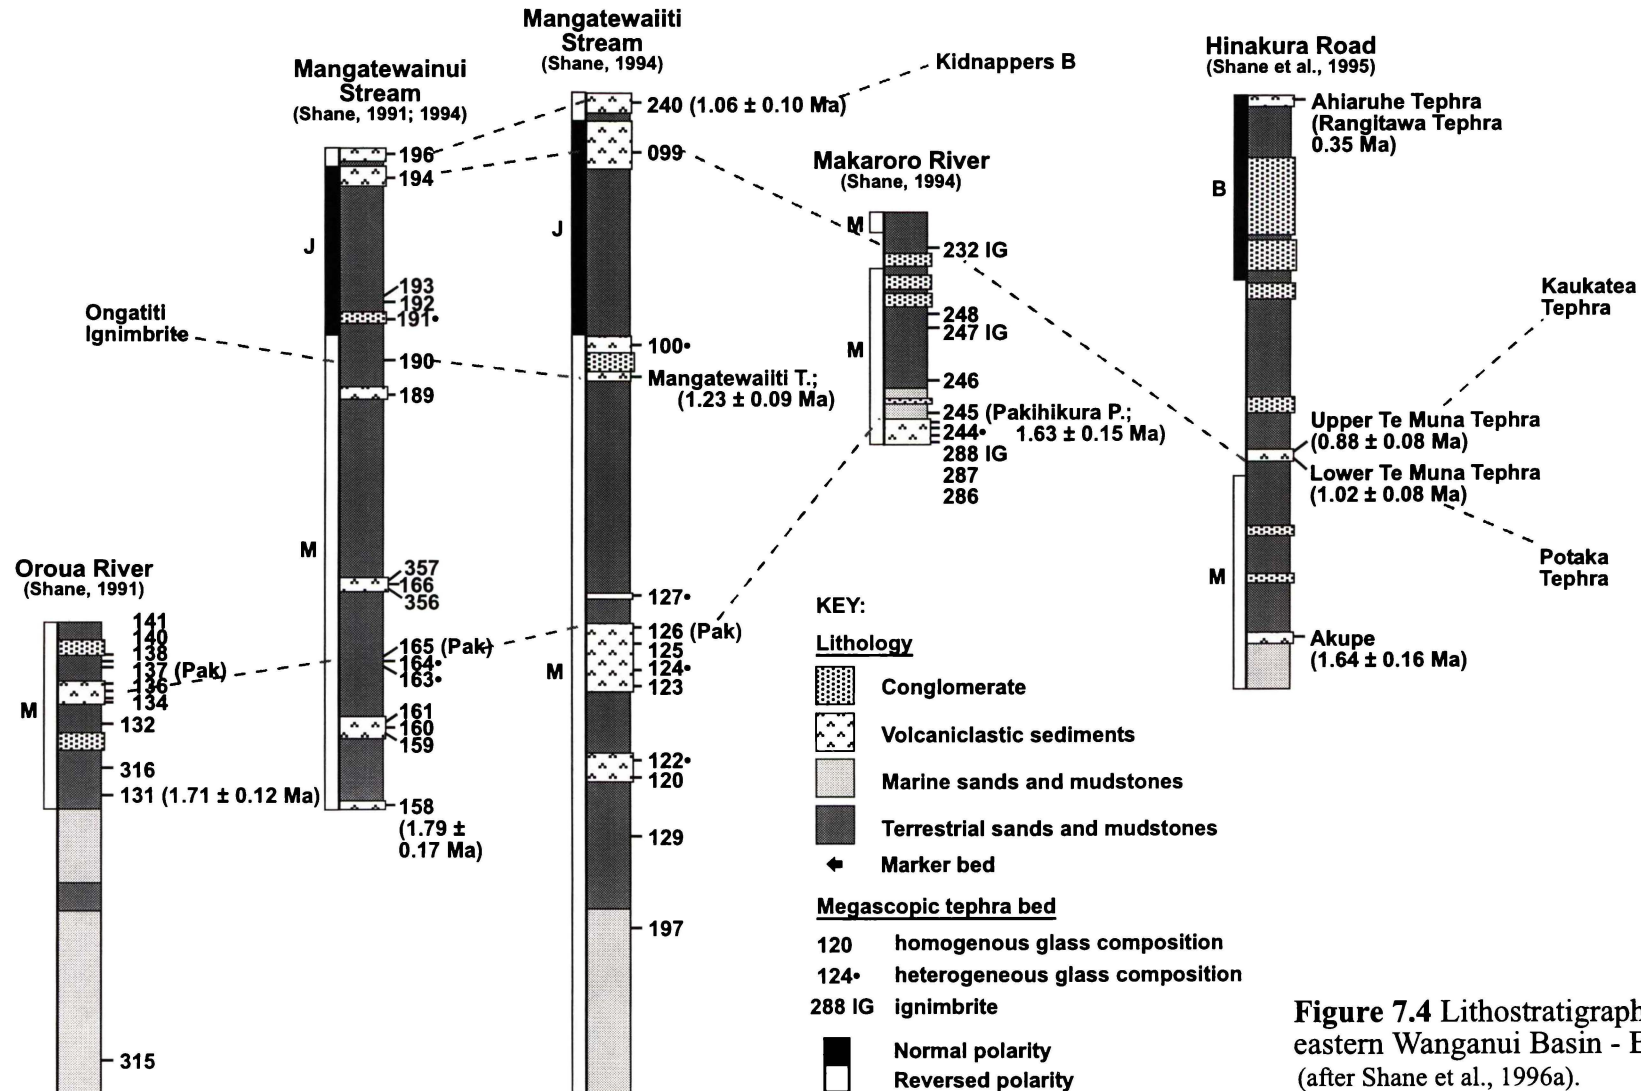 Mangatewaiiti
Stream
(Shane, 1994)
Mangatewainui
Stream
(Shane, 1991; 1994)
Hinakura Road
(Shane et al., 1995)
Makaroro River
(Shane, 1994)
Oroua River
(Shane, 1991)
Kidnappers B
Ongatiti
Ignimbrite
Kaukatea
Tephra
Potaka
Tephra
141
140
138
137 (Pak)
136
134
132
316
131 (1.71 ± 0.12 Ma)
315
M
196
194
193
192
191•
190
189
357
166
356
165 (Pak)
164•
163•
161
160
159
158
(1.79 ±
0.17 Ma)
J
M
240 (1.06 ± 0.10 Ma)
099
100•
Mangatewaiiti T.;
(1.23 ± 0.09 Ma)
127•
126 (Pak)
125
124•
123
122•
120
129
197
J
M
M
232 IG
248
247 IG
246
245 (Pakihikura P.;
244• 1.63 ± 0.15 Ma)
288 IG
287
286
M
Ahiaruhe Tephra
(Rangitawa Tephra
0.35 Ma)
B
Upper Te Muna Tephra
(0.88 ± 0.08 Ma)
Lower Te Muna Tephra
(1.02 ± 0.08 Ma)
M
Akupe
(1.64 ± 0.16 Ma)
KEY:
Lithology
Conglomerate
Volcaniclastic sediments
Marine sands and mudstones
Terrestrial sands and mudstones
Marker bed
Megascopic tephra bed
120 homogenous glass composition
124• heterogeneous glass composition
288 IG ignimbrite
Normal polarity
Reversed polarity
Figure 7.4 Lithostratigraph
eastern Wanganui Basin - E
(after Shane et al., 1996a).